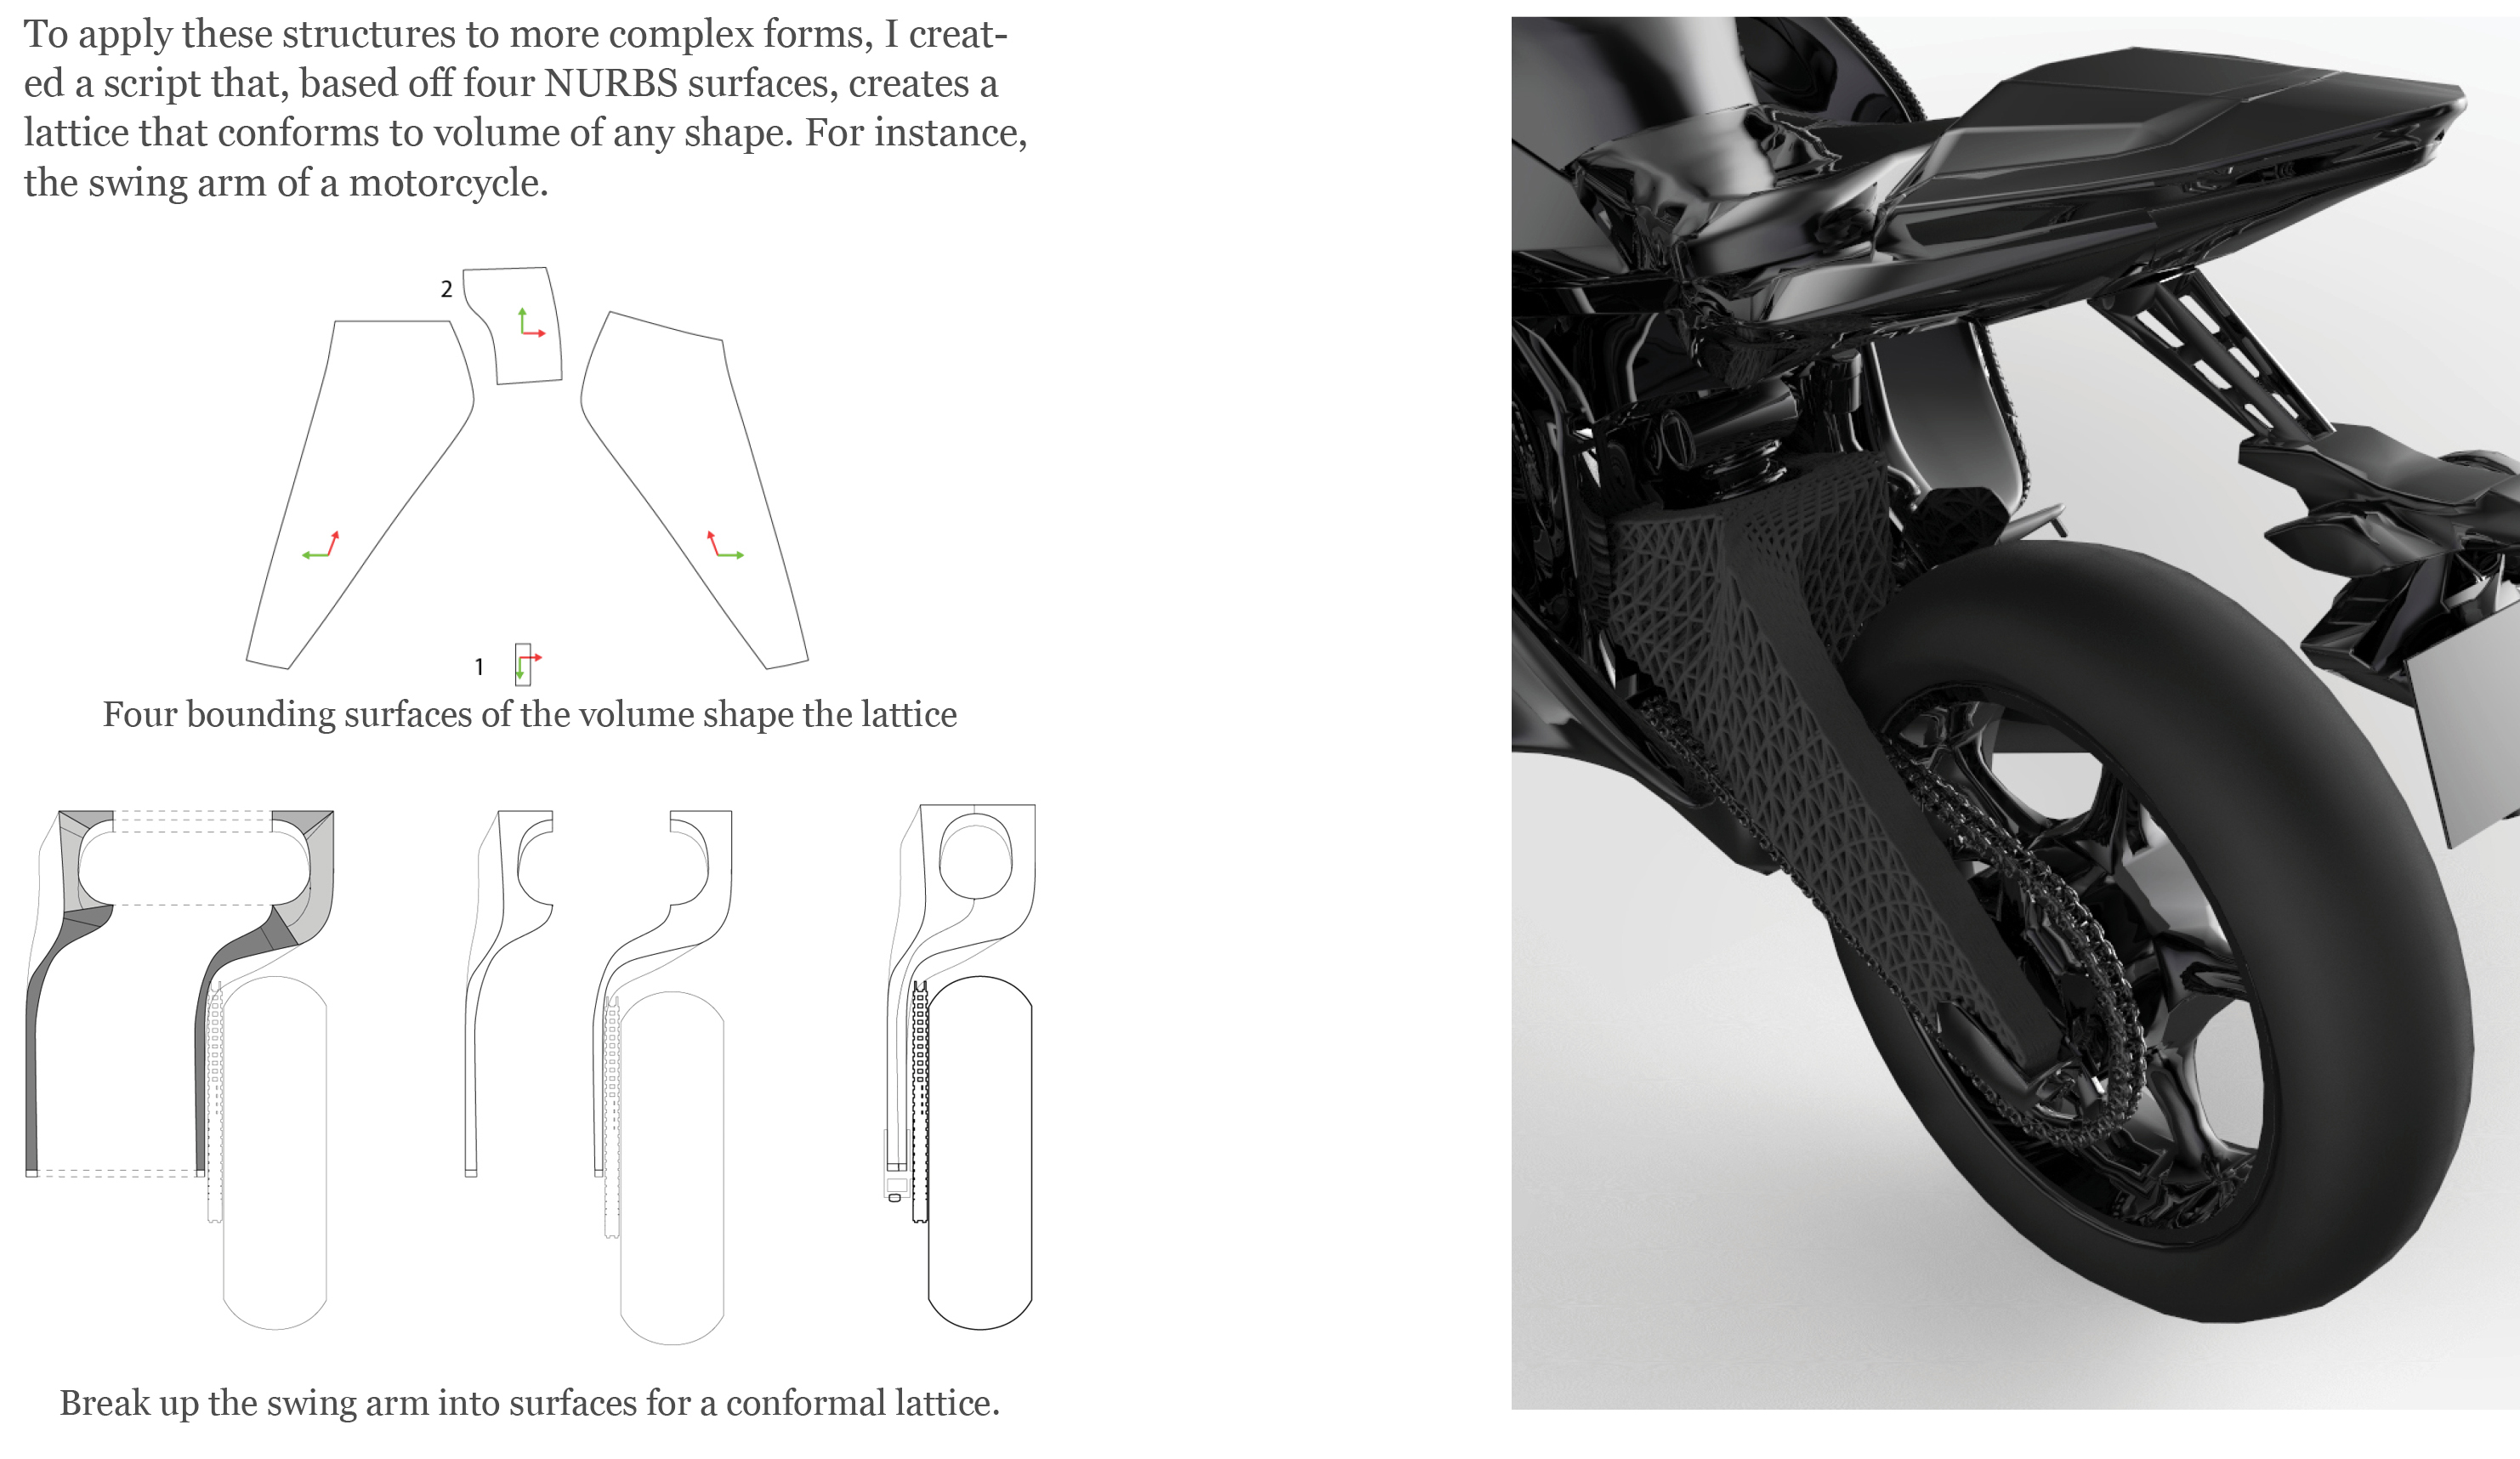 To apply these structures to more complex forms, I creat-
ed a script that, based off four NURBS surfaces, creates a
lattice that conforms to volume of any shape. For instance,
the swing arm of a motorcycle.
2
1
Four bounding surfaces of the volume shape the lattice
Break up the swing arm into surfaces for a conformal lattice.